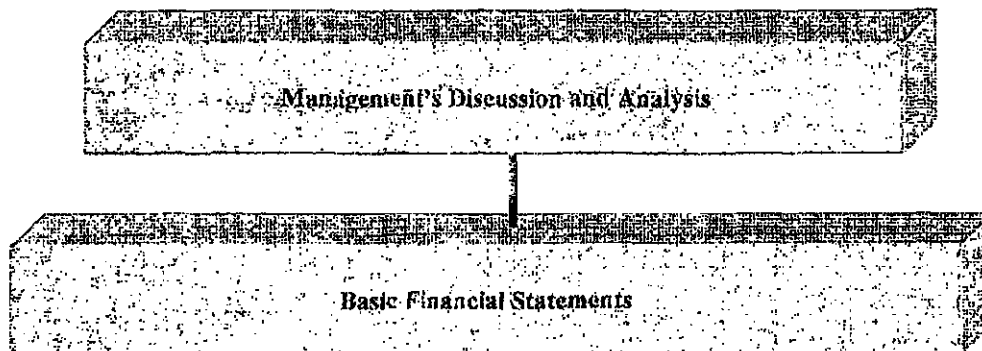 Management's Discussion and Analysis
Basic Financial Statements